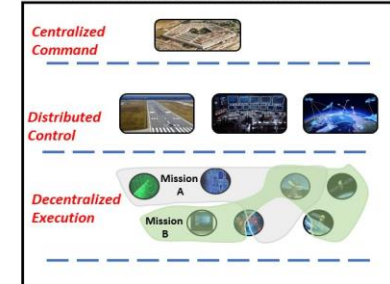 Centralized
Command
Distributed
Control
Decentralized
Execution
Mission
A
Mission
B